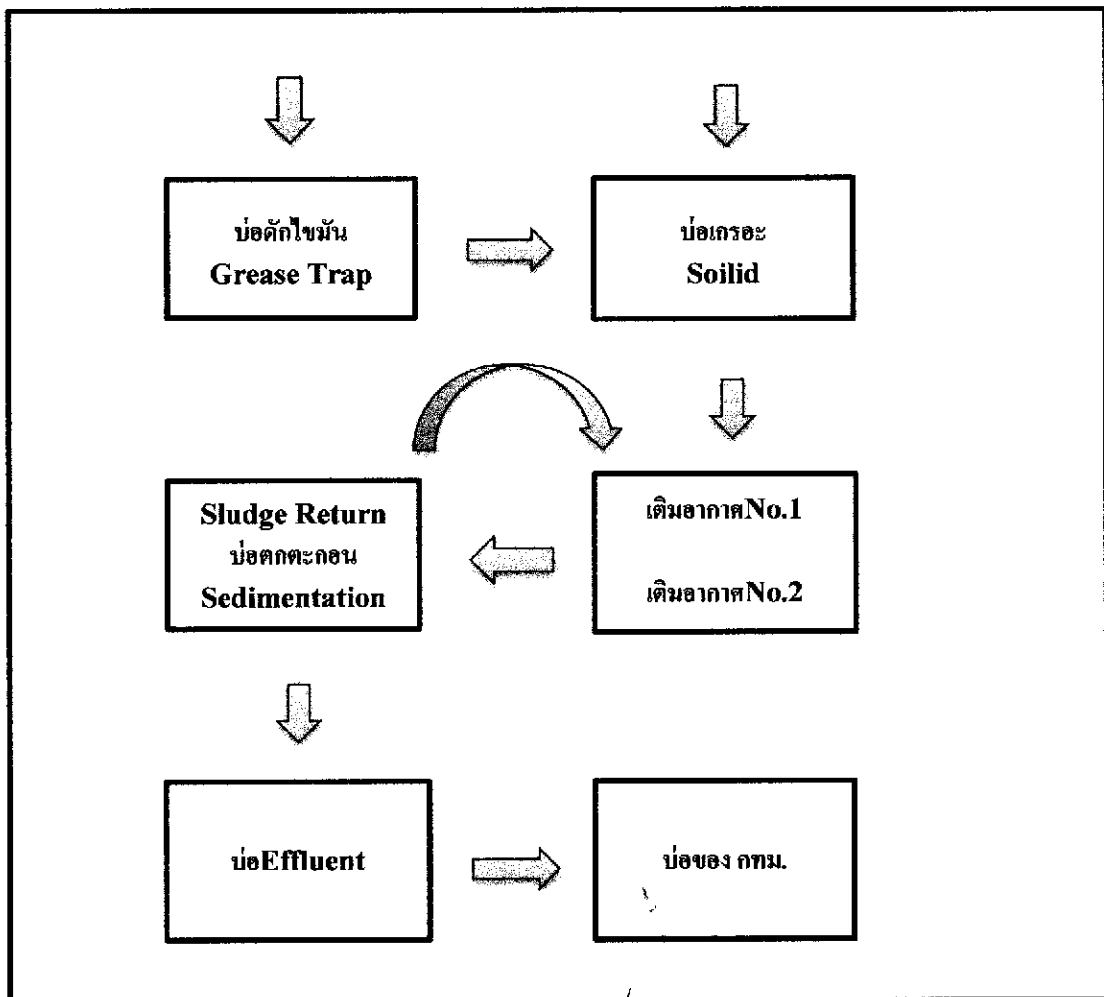 บ่อดักไขมัน
Grease Trap
บ่อเกรอะ
Soilid
Sludge Return
บ่อตกตะกอน
Sedimentation
เติมอากาศNo.1
เติมอากาศNo.2
บ่อEffluent
บ่อของ กทม.